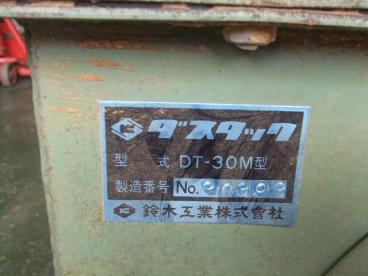 ダスタック
型 式 DT-30M型
製造番号 No.
鈴木工業株式會社